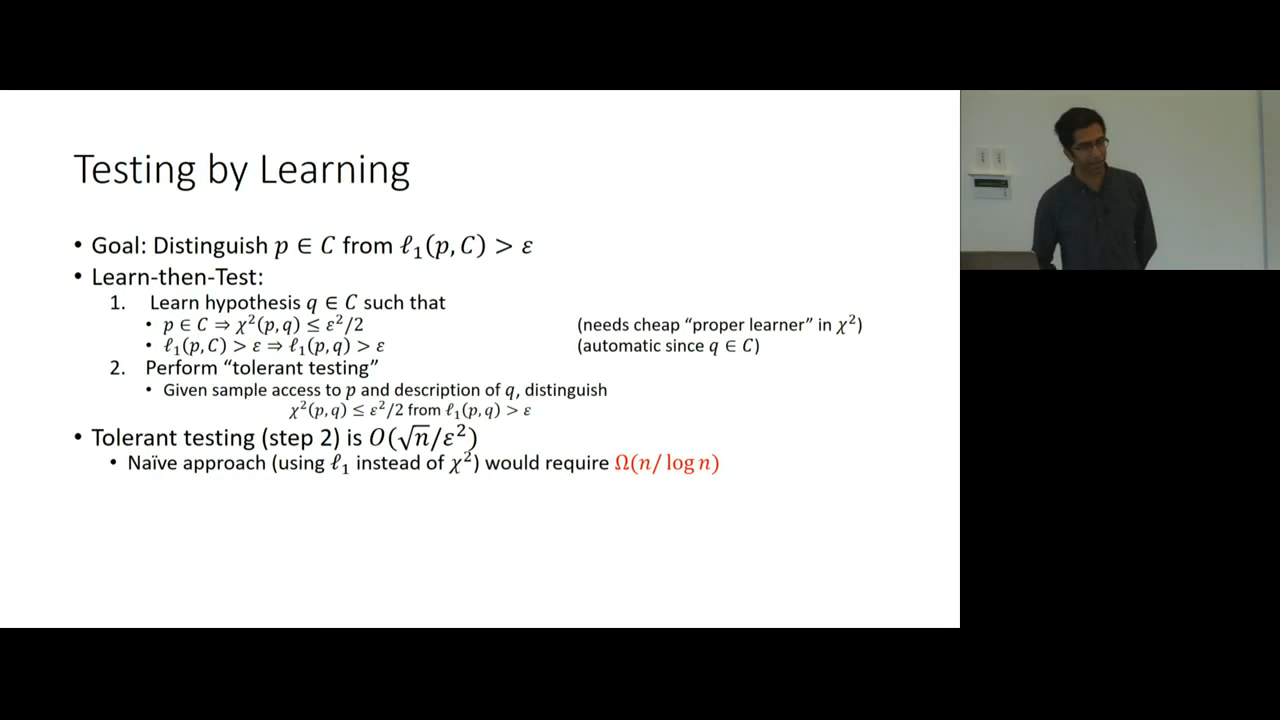 Testing by Learning
• Goal: Distinguish 𝑝 ∈ 𝐶 from ℓ₁(𝑝, 𝐶) > 𝜀
• Learn-then-Test:
1. Learn hypothesis 𝑞 ∈ 𝐶 such that
• 𝑝 ∈ 𝐶 ⇒ 𝜒²(𝑝, 𝑞) ≤ 𝜀²/2 (needs cheap “proper learner” in 𝜒²)
• ℓ₁(𝑝, 𝐶) > 𝜀 ⇒ ℓ₁(𝑝, 𝑞) > 𝜀 (automatic since 𝑞 ∈ 𝐶)
2. Perform “tolerant testing”
• Given sample access to 𝑝 and description of 𝑞, distinguish
𝜒²(𝑝, 𝑞) ≤ 𝜀²/2 from ℓ₁(𝑝, 𝑞) > 𝜀
• Tolerant testing (step 2) is 𝑂(√𝑛/𝜀²)
• Naïve approach (using ℓ₁ instead of 𝜒²) would require Ω(𝑛/ log 𝑛)